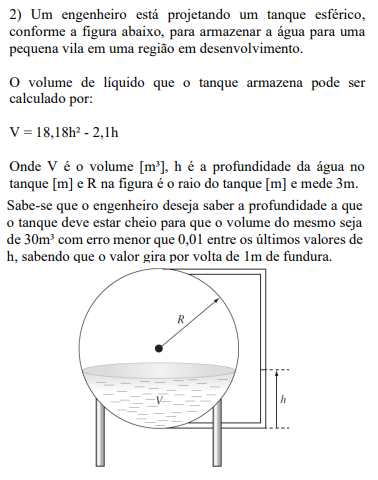 2) Um engenheiro está projetando um tanque esférico,
conforme a figura abaixo, para armazenar a água para uma
pequena vila em uma região em desenvolvimento.
O volume de líquido que o tanque armazena pode ser
calculado por:
V = 18,18h² - 2,1h
Onde V é o volume [m³], h é a profundidade da água no
tanque [m] e R na figura é o raio do tanque [m] e mede 3m.
Sabe-se que o engenheiro deseja saber a profundidade a que
o tanque deve estar cheio para que o volume do mesmo seja
de 30m³ com erro menor que 0,01 entre os últimos valores de
h, sabendo que o valor gira por volta de 1m de fundura.
R
V
h